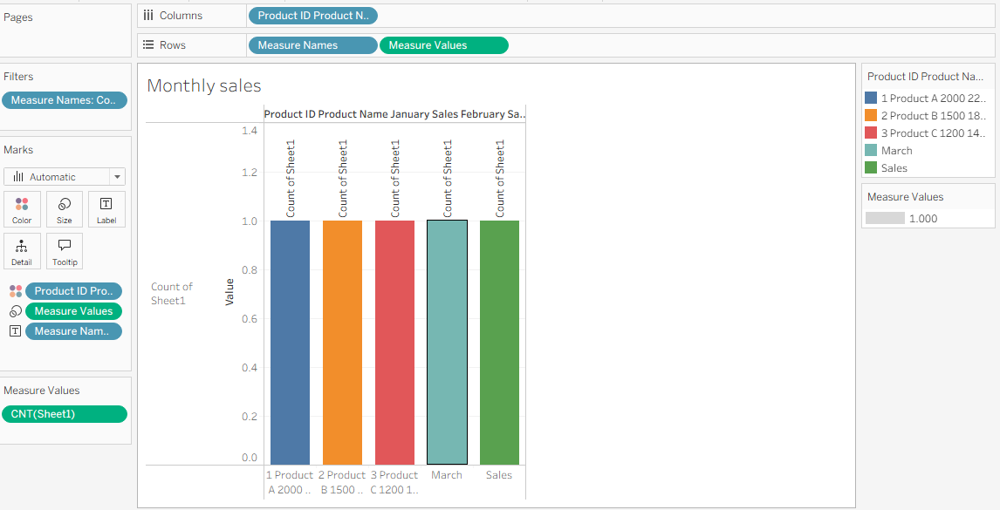 Pages
Columns
Product ID Product N..
Rows
Measure Names
Measure Values
Filters
Measure Names: Co..
Marks
Automatic
Color
Size
Label
Detail
Tooltip
Product ID Pro..
Measure Values
Measure Nam..
Measure Values
CNT(Sheet1)
Monthly sales
Product ID Product Name January Sales February Sa..
1.4
1.2
1.0
0.8
0.6
0.4
0.2
0.0
Value
Count of
Sheet1
Count of Sheet1
Count of Sheet1
Count of Sheet1
Count of Sheet1
Count of Sheet1
1 Product
A 2000 ..
2 Product
B 1500 ..
3 Product
C 1200 1..
March
Sales
Product ID Product Na...
1 Product A 2000 22..
2 Product B 1500 18..
3 Product C 1200 14..
March
Sales
Measure Values
1.000